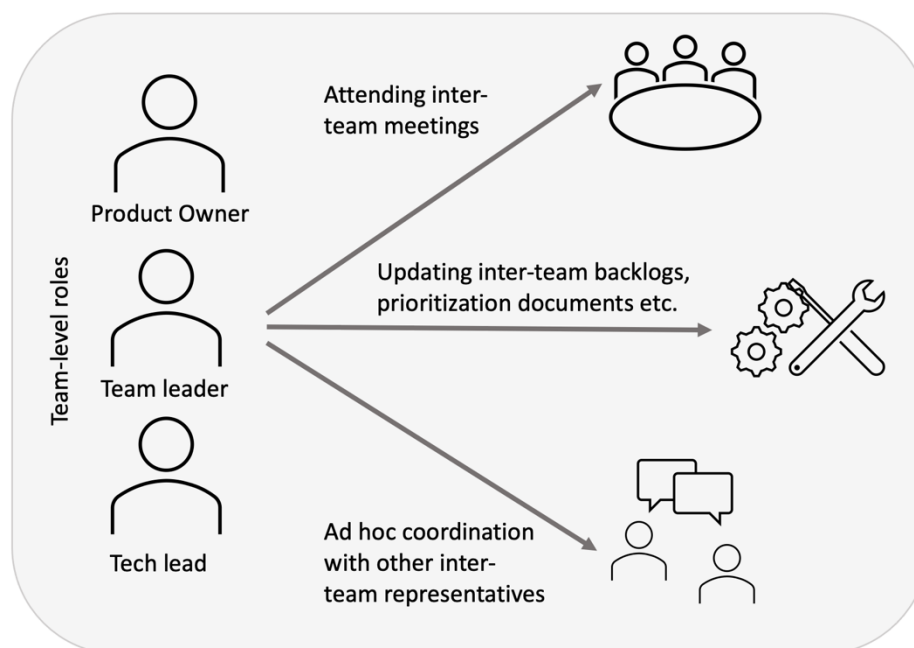 Attending inter-
team meetings
Product Owner
Updating inter-team backlogs,
prioritization documents etc.
Team-level roles
Team leader
Ad hoc coordination
with other inter-
team representatives
Tech lead